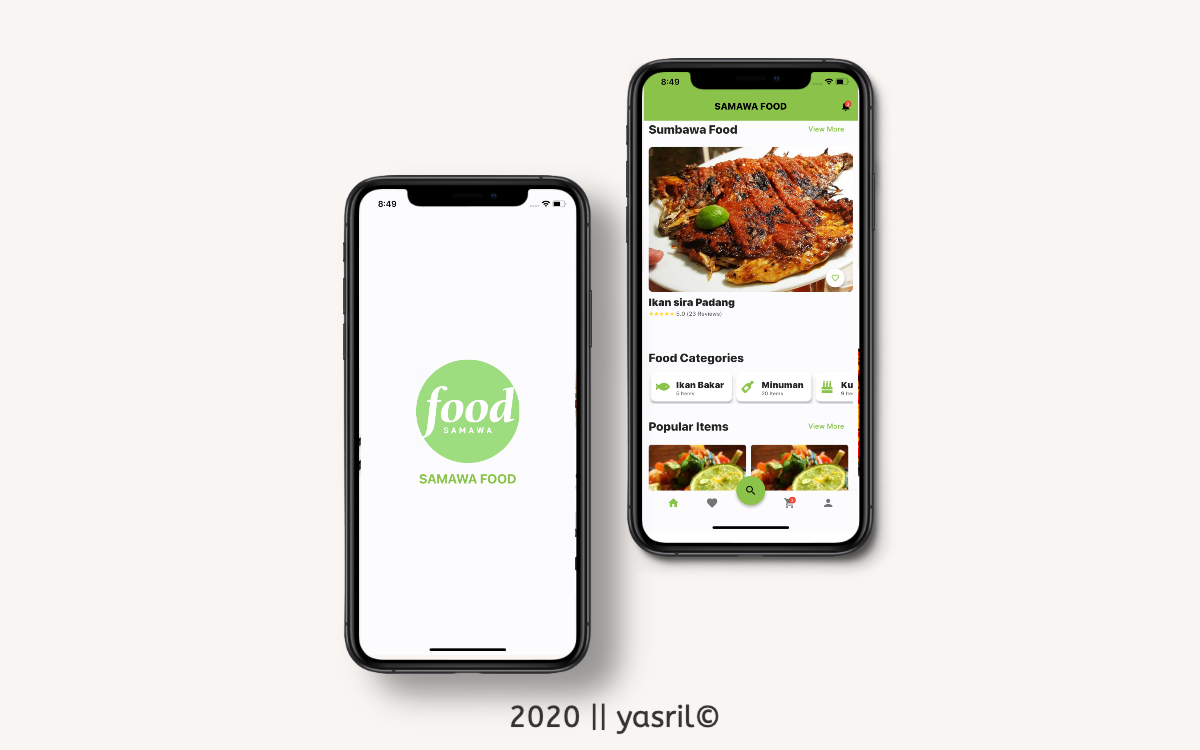 8:49
food
SAMAWA
SAMAWA FOOD
8:49
SAMAWA FOOD
Sumbawa Food
View More
Ikan sira Padang
5.0 (23 Reviews)
Food Categories
Ikan Bakar
5 Items
Minuman
20 Items
Ku
9 Ite
Popular Items
View More
2020 || yasril©